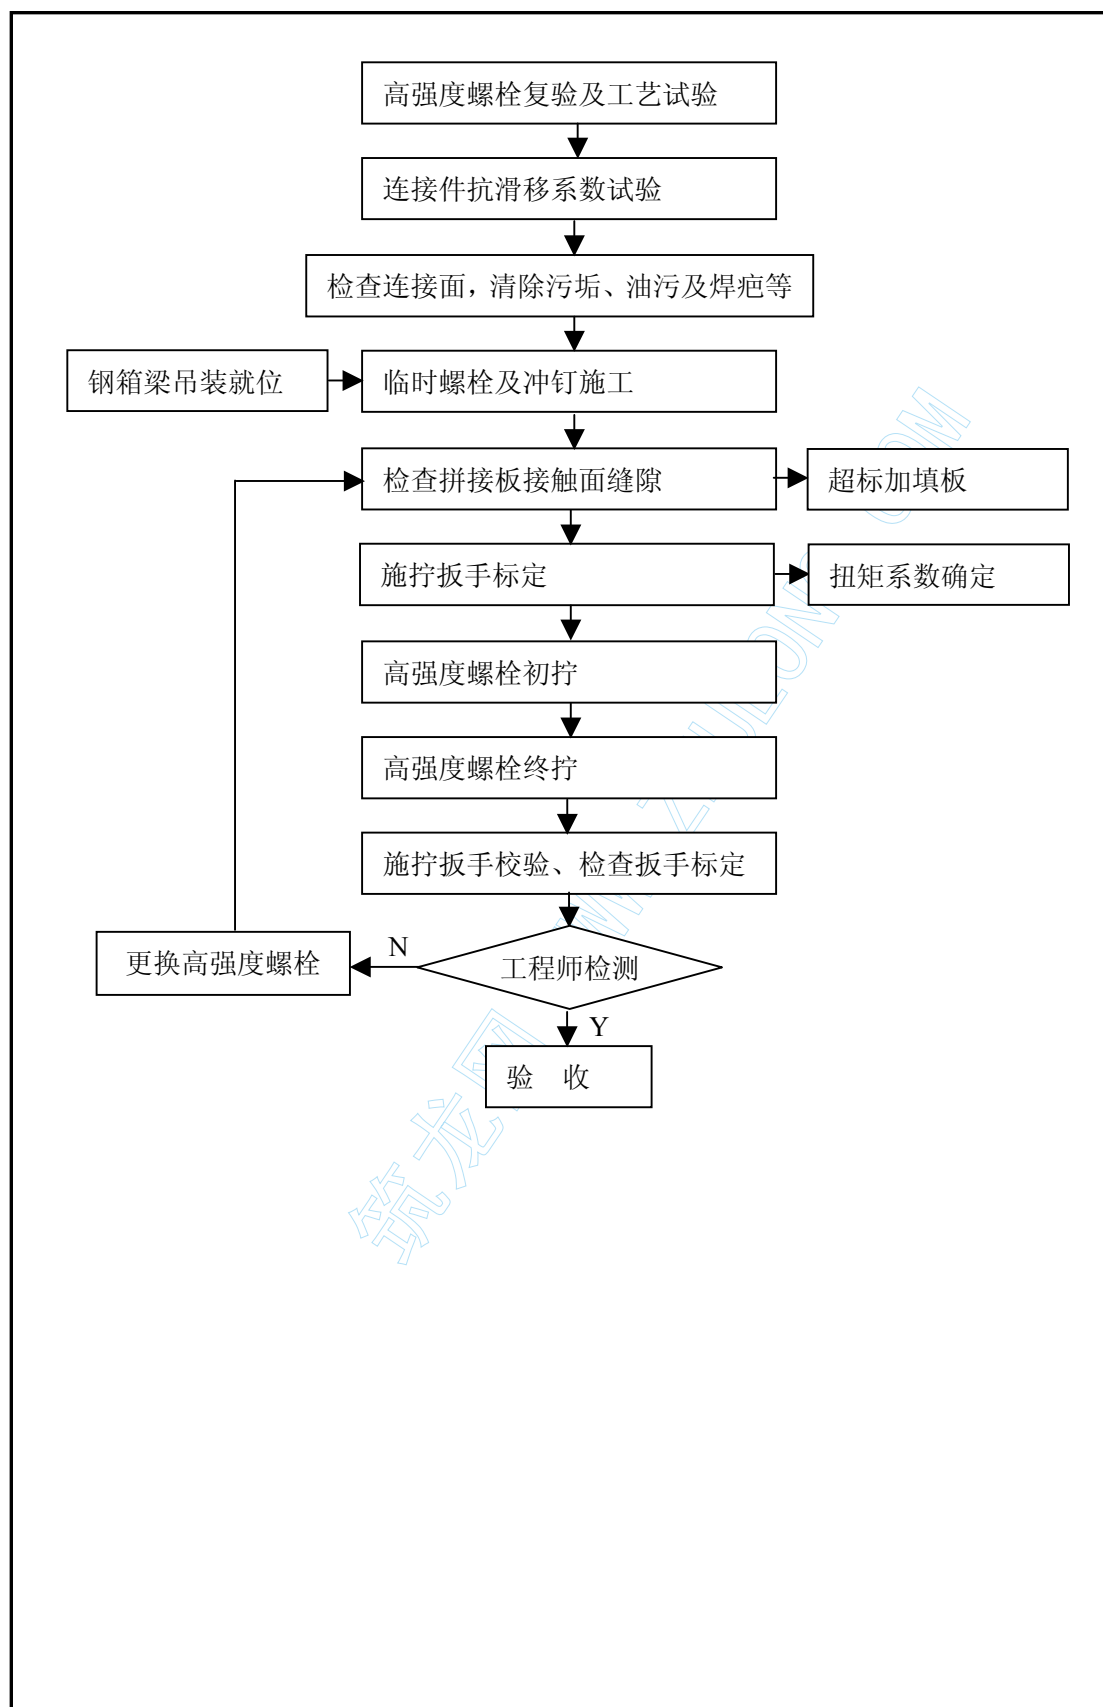 高强度螺栓复验及工艺试验
连接件抗滑移系数试验
检查连接面，清除污垢、油污及焊疤等
钢箱梁吊装就位
临时螺栓及冲钉施工
检查拼接板接触面缝隙
超标加填板
施拧扳手标定
扭矩系数确定
高强度螺栓初拧
高强度螺栓终拧
施拧扳手校验、检查扳手标定
更换高强度螺栓
N
工程师检测
Y
验 收
筑龙网 WWW.ZHULONG.COM